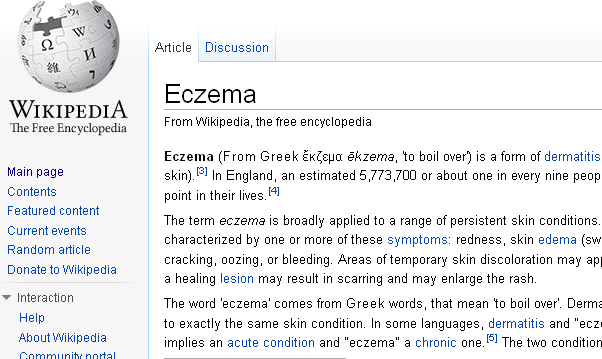 Ω W И
維
WIKIPEDIA
The Free Encyclopedia
Main page
Contents
Featured content
Current events
Random article
Donate to Wikipedia
Interaction
Help
About Wikipedia
Community portal
Article Discussion
Eczema
From Wikipedia, the free encyclopedia
Eczema (From Greek ἔκζεμα ēkzema, 'to boil over') is a form of dermatitis
skin).[3] In England, an estimated 5,773,700 or about one in every nine peop
point in their lives.[4]
The term eczema is broadly applied to a range of persistent skin conditions.
characterized by one or more of these symptoms: redness, skin edema (sw
cracking, oozing, or bleeding. Areas of temporary skin discoloration may app
a healing lesion may result in scarring and may enlarge the rash.
The word 'eczema' comes from Greek words, that mean 'to boil over'. Derma
to exactly the same skin condition. In some languages, dermatitis and "ecze
implies an acute condition and "eczema" a chronic one.[5] The two condition